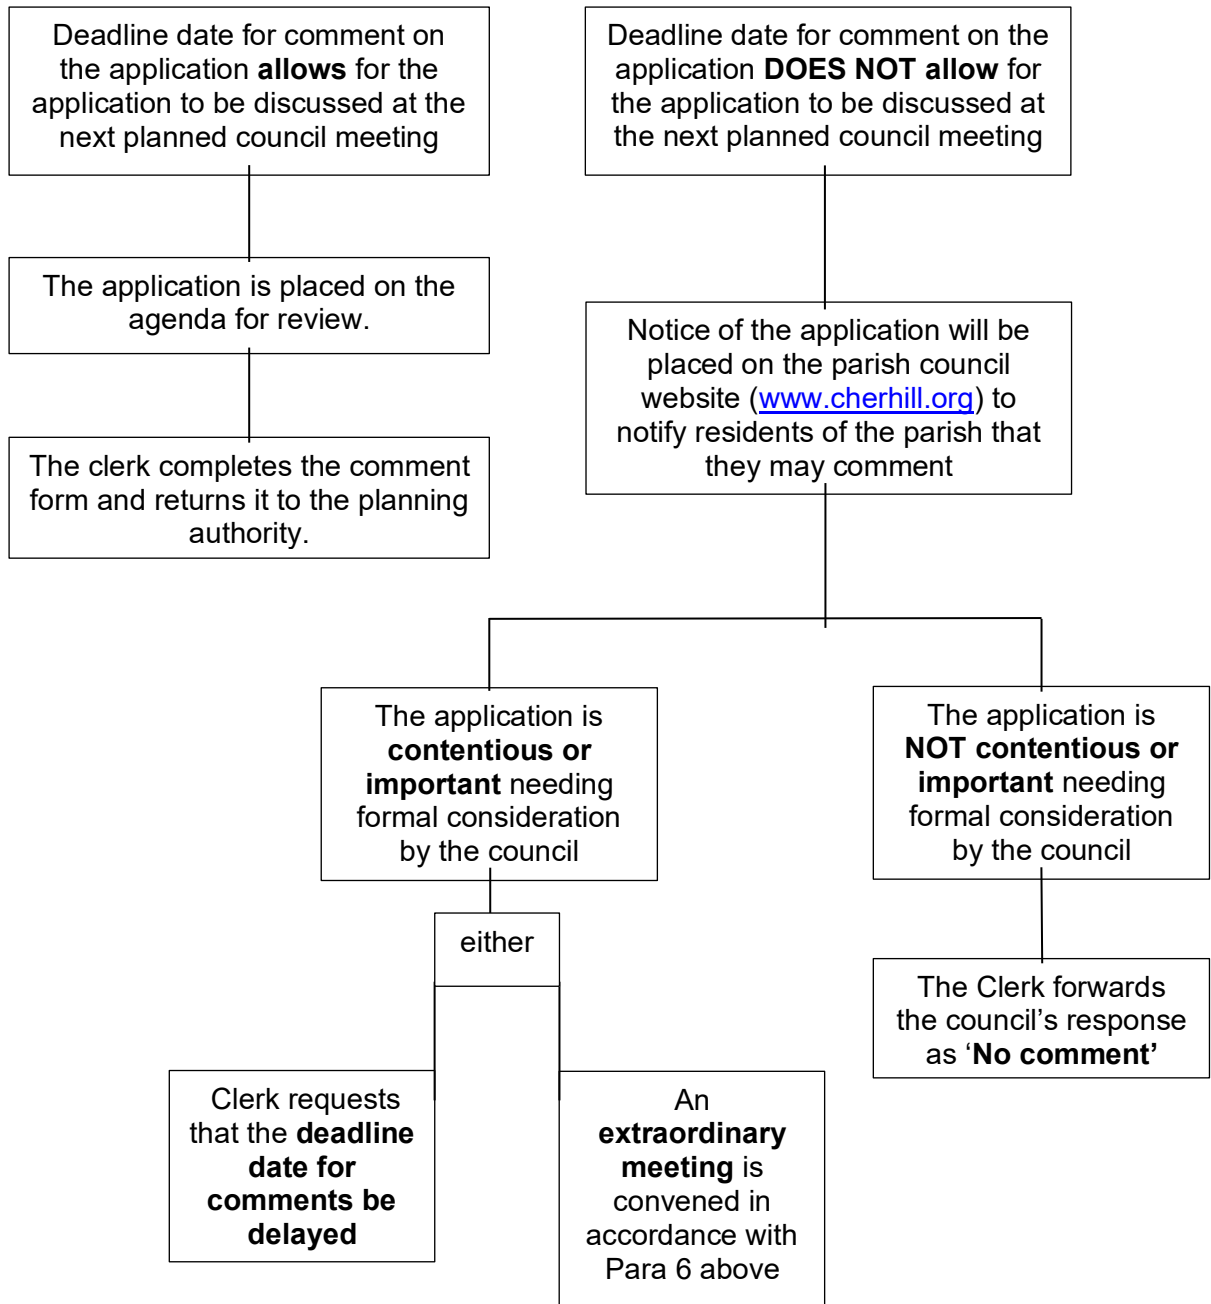 Deadline date for comment on
the application allows for the
application to be discussed at the
next planned council meeting
The application is placed on the
agenda for review.
The clerk completes the comment
form and returns it to the planning
authority.
Deadline date for comment on the
application DOES NOT allow for
the application to be discussed at
the next planned council meeting
Notice of the application will be
placed on the parish council
website (www.cherhill.org) to
notify residents of the parish that
they may comment
The application is
contentious or
important needing
formal consideration
by the council
either
Clerk requests
that the deadline
date for
comments be
delayed
An
extraordinary
meeting is
convened in
accordance with
Para 6 above
The application is
NOT contentious or
important needing
formal consideration
by the council
The Clerk forwards
the council’s response
as ‘No comment’